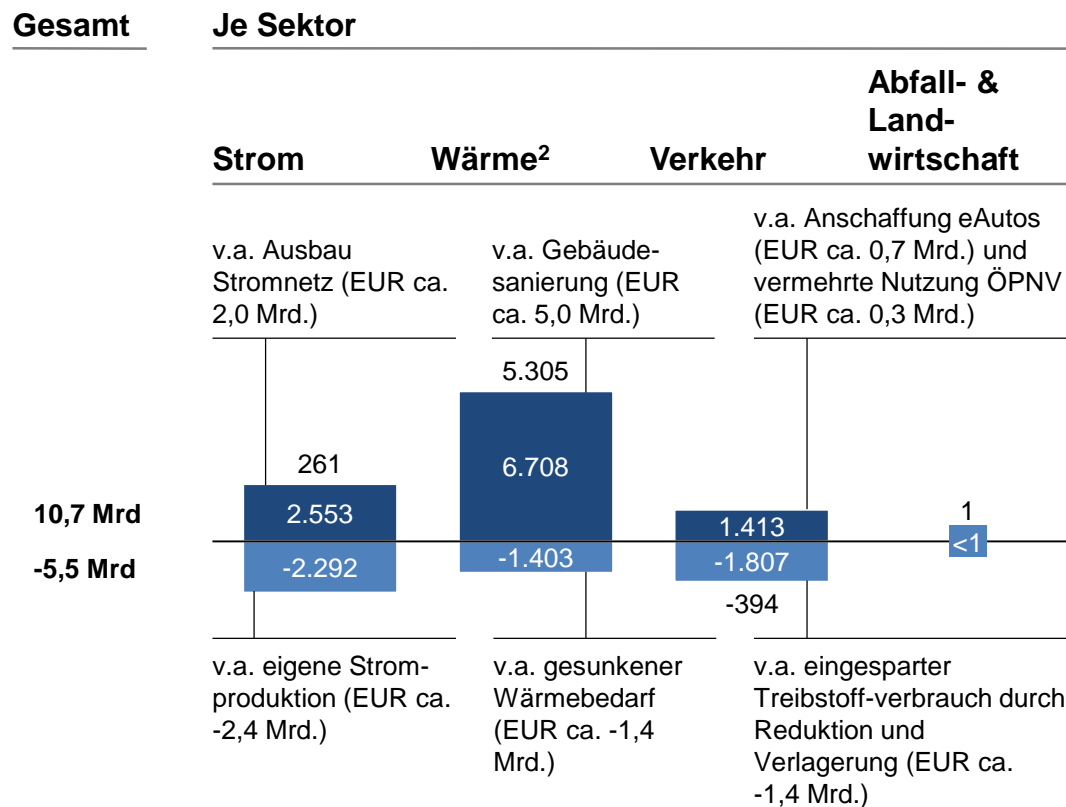 Gesamt
Je Sektor
Strom
Wärme²
Verkehr
Abfall- &
Land-
wirtschaft
v.a. Ausbau
Stromnetz (EUR ca.
2,0 Mrd.)
v.a. Gebäude-
sanierung (EUR
ca. 5,0 Mrd.)
v.a. Anschaffung eAutos
(EUR ca. 0,7 Mrd.) und
vermehrte Nutzung ÖPNV
(EUR ca. 0,3 Mrd.)
5.305
261
6.708
10,7 Mrd
2.553
1.413
1
<1
-5,5 Mrd
-2.292
-1.403
-1.807
-394
v.a. eigene Strom-
produktion (EUR ca.
-2,4 Mrd.)
v.a. gesunkener
Wärmebedarf
(EUR ca. -1,4
Mrd.)
v.a. eingesparter
Treibstoff-verbrauch durch
Reduktion und
Verlagerung (EUR ca.
-1,4 Mrd.)